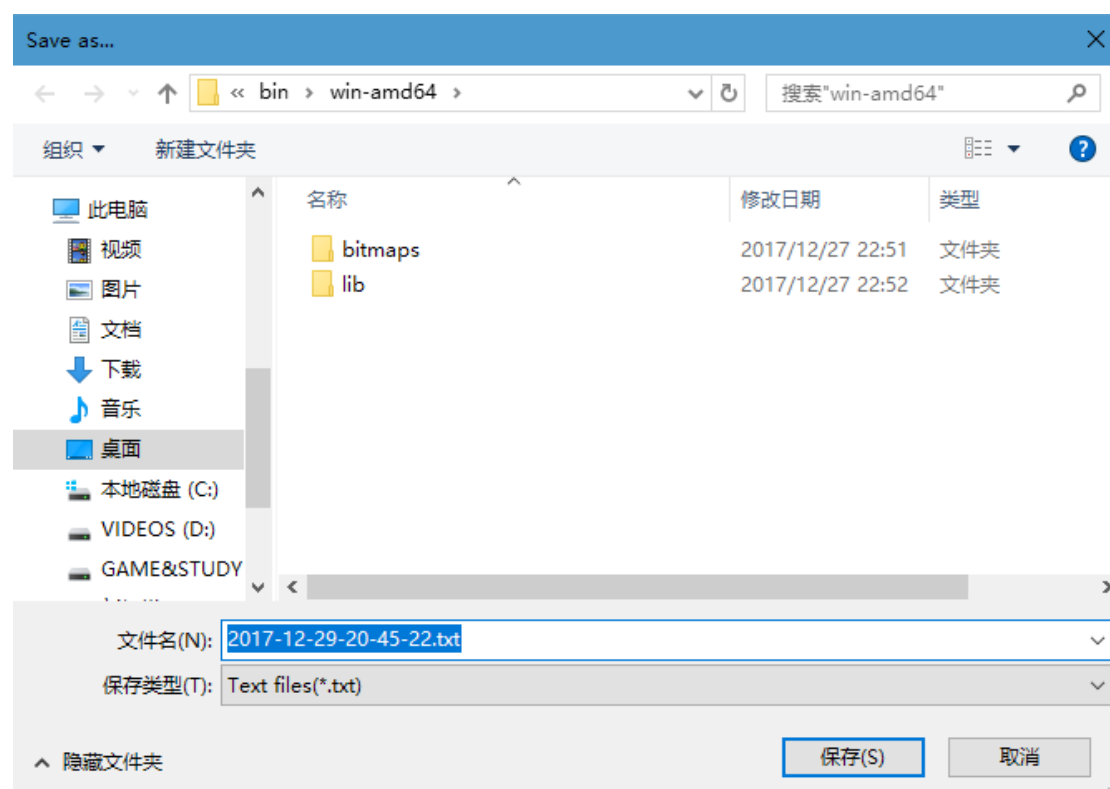 Save as...
« bin › win-amd64 ›
搜索"win-amd64"
组织
新建文件夹
名称
修改日期
类型
此电脑
视频
图片
文档
下载
音乐
桌面
本地磁盘 (C:)
VIDEOS (D:)
GAME&STUDY
bitmaps
2017/12/27 22:51
文件夹
lib
2017/12/27 22:52
文件夹
文件名(N):
2017-12-29-20-45-22.txt
保存类型(T):
Text files(*.txt)
隐藏文件夹
保存(S)
取消